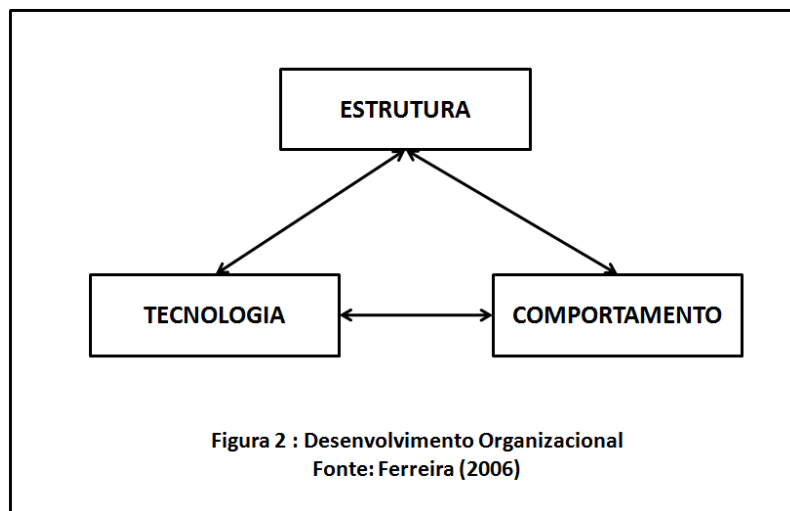 ESTRUTURA
TECNOLOGIA
COMPORTAMENTO
Figura 2 : Desenvolvimento Organizacional
Fonte: Ferreira (2006)